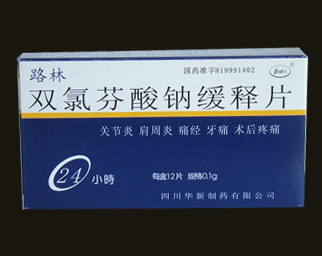 路林
国药准字H19991402
双氯芬酸钠缓释片
关节炎 肩周炎 痛经 牙痛 术后疼痛
24小時
每盒12片 规格0.1g
四川华新制药有限公司